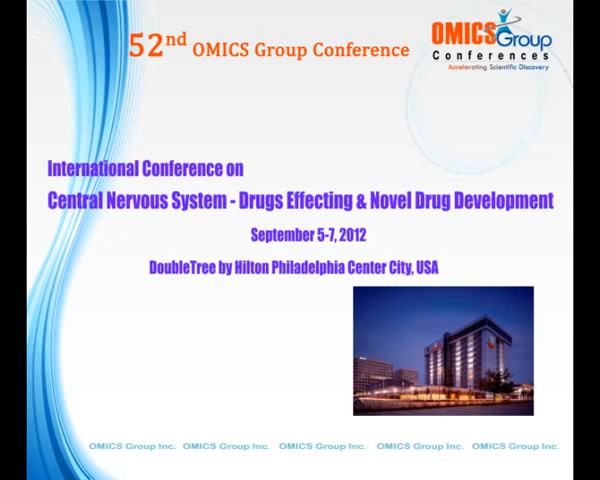 52nd OMICS Group Conference
OMICS Group
Conferences
Accelerating Scientific Discovery
International Conference on
Central Nervous System - Drugs Effecting & Novel Drug Development
September 5-7, 2012
DoubleTree by Hilton Philadelphia Center City, USA
OMICS Group Inc. OMICS Group Inc. OMICS Group Inc. OMICS Group Inc. OMICS Group Inc.